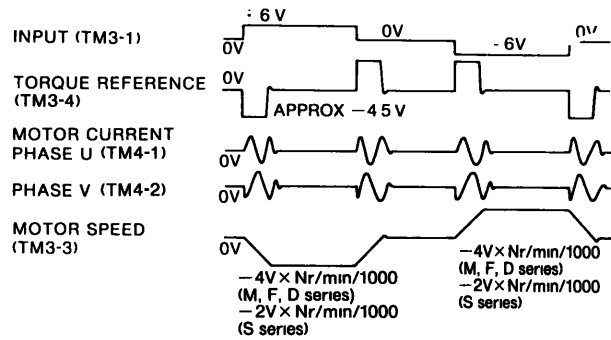 : 6 V
0V
- 6V
0V
INPUT (TM3-1)
0V
TORQUE REFERENCE
(TM3-4)
0V
APPROX -4 5 V
MOTOR CURRENT
PHASE U (TM4-1)
0V
PHASE V (TM4-2)
0V
MOTOR SPEED
(TM3-3)
0V
-4V×Nr/min/1000
(M, F, D series)
-2V×Nr/min/1000
(S series)
-4V×Nr/min/1000
(M, F, D series)
-2V×Nr/min/1000
(S series)